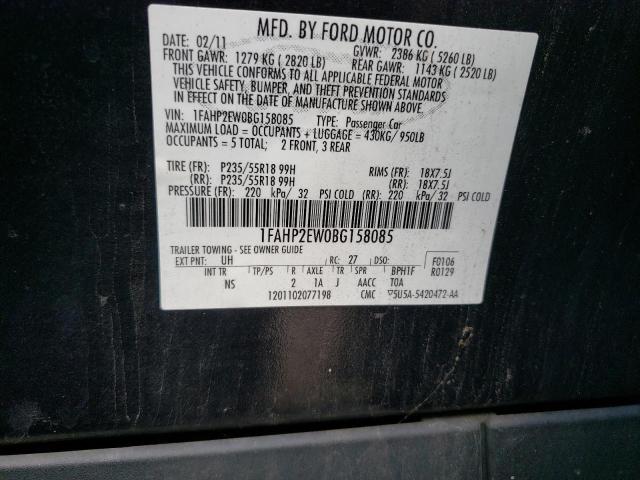 MFD. BY FORD MOTOR CO.
DATE: 02/11 GVWR: 2386 KG ( 5260 LB)
FRONT GAWR: 1279 KG ( 2820 LB) REAR GAWR: 1143 KG ( 2520 LB)
THIS VEHICLE CONFORMS TO ALL APPLICABLE FEDERAL MOTOR
VEHICLE SAFETY, BUMPER, AND THEFT PREVENTION STANDARDS
IN EFFECT ON THE DATE OF MANUFACTURE SHOWN ABOVE.
VIN: 1FAHP2EW0BG158085 TYPE: Passenger Car
MAXIMUM LOAD = OCCUPANTS + LUGGAGE = 430KG/ 950LB
OCCUPANTS = 5 TOTAL; 2 FRONT, 3 REAR
TIRE (FR): P235/55R18 99H RIMS (FR): 18X7.5J
(RR): P235/55R18 99H (RR): 18X7.5J
PRESSURE (FR): 220 kPa/ 32 PSI COLD (RR): 220 kPa/ 32 PSI COLD
1FAHP2EW0BG158085
TRAILER TOWING - SEE OWNER GUIDE
EXT PNT: UH RC: 27 DSO: F0106
INT TR TP/PS R AXLE TR SPR BPH1F R0129
NS 2 1A J AACC TOA
1201102077198 CMC ▽5U5A-5420472-AA